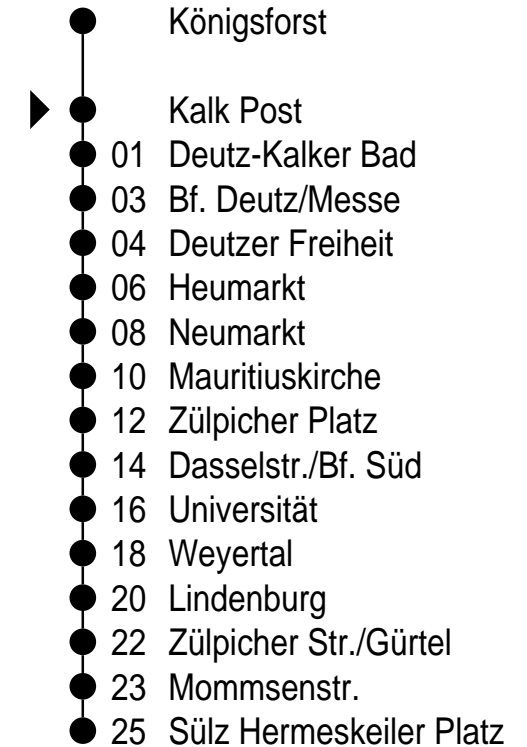 Königsforst
Kalk Post
01 Deutz-Kalker Bad
03 Bf. Deutz/Messe
04 Deutzer Freiheit
06 Heumarkt
08 Neumarkt
10 Mauritiuskirche
12 Zülpicher Platz
14 Dasselstr./Bf. Süd
16 Universität
18 Weyertal
20 Lindenburg
22 Zülpicher Str./Gürtel
23 Mommsenstr.
25 Sülz Hermeskeiler Platz